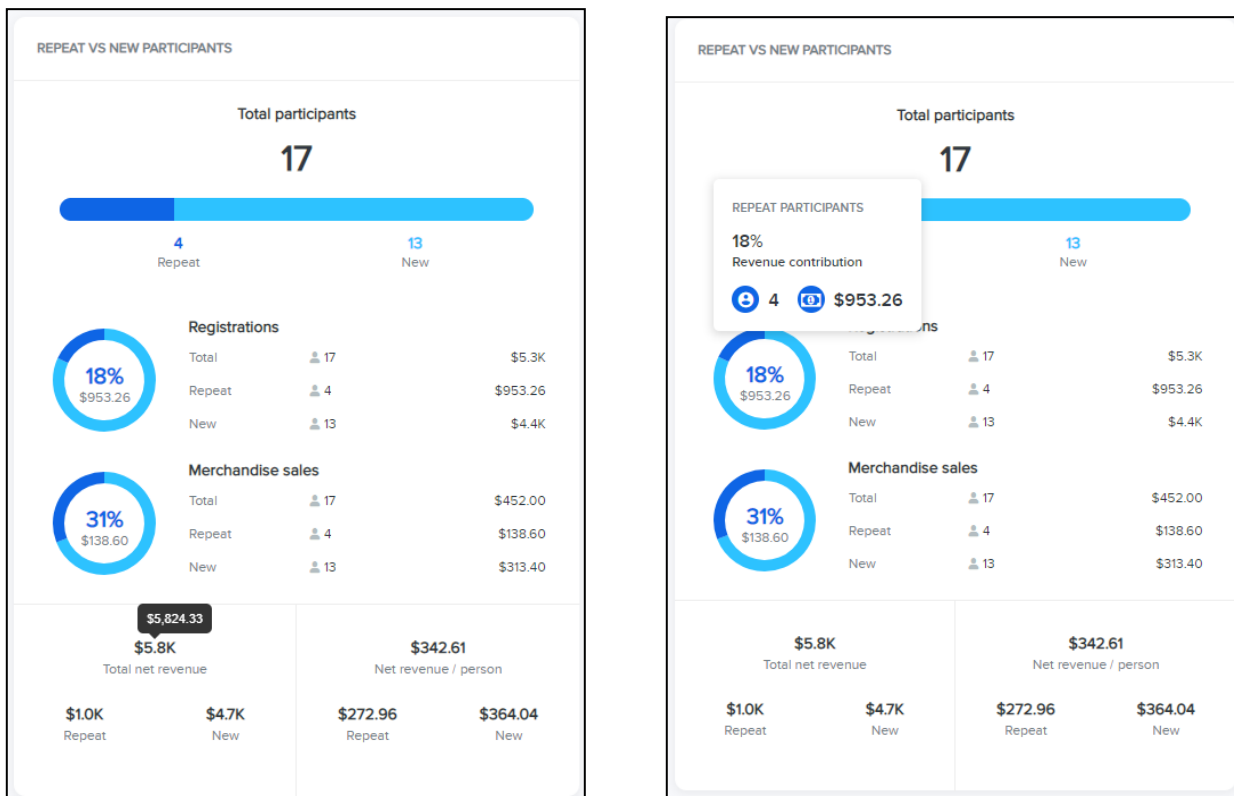 REPEAT VS NEW PARTICIPANTS
Total participants
17
4
13
Repeat
New
Registrations
18%
$953.26
Total 17 $5.3K
Repeat 4 $953.26
New 13 $4.4K
Merchandise sales
31%
$138.60
Total 17 $452.00
Repeat 4 $138.60
New 13 $313.40
$5,824.33
$5.8K
Total net revenue
$1.0K
Repeat
$4.7K
New
$342.61
Net revenue / person
$272.96
Repeat
$364.04
New
REPEAT VS NEW PARTICIPANTS
Total participants
17
REPEAT PARTICIPANTS
18%
Revenue contribution
4 $953.26
13
New
18%
$953.26
Total 17 $5.3K
Repeat 4 $953.26
New 13 $4.4K
Merchandise sales
31%
$138.60
Total 17 $452.00
Repeat 4 $138.60
New 13 $313.40
$5.8K
Total net revenue
$1.0K
Repeat
$4.7K
New
$342.61
Net revenue / person
$272.96
Repeat
$364.04
New